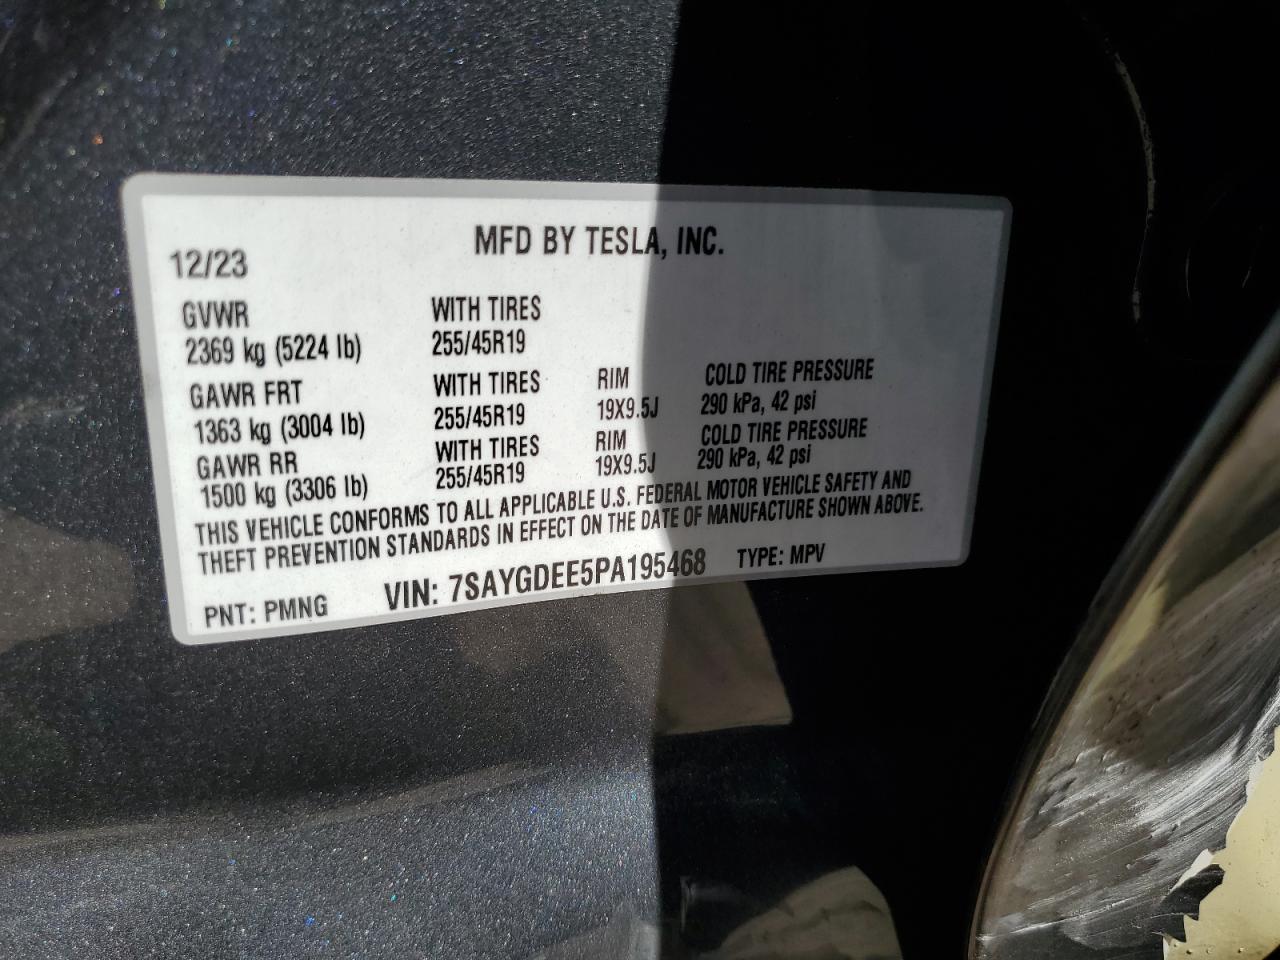 MFD BY TESLA, INC.
12/23
GVWR WITH TIRES
2369 kg (5224 lb) 255/45R19
GAWR FRT WITH TIRES RIM COLD TIRE PRESSURE
1363 kg (3004 lb) 255/45R19 19X9.5J 290 kPa, 42 psi
GAWR RR WITH TIRES RIM COLD TIRE PRESSURE
1500 kg (3306 lb) 255/45R19 19X9.5J 290 kPa, 42 psi
THIS VEHICLE CONFORMS TO ALL APPLICABLE U.S. FEDERAL MOTOR VEHICLE SAFETY AND
THEFT PREVENTION STANDARDS IN EFFECT ON THE DATE OF MANUFACTURE SHOWN ABOVE.
PNT: PMNG VIN: 7SAYGDEE5PA195468 TYPE: MPV